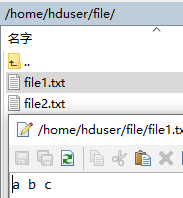 /home/hduser/file/
名字
..
file1.txt
file2.txt
/home/hduser/file/file1.tx
a b c